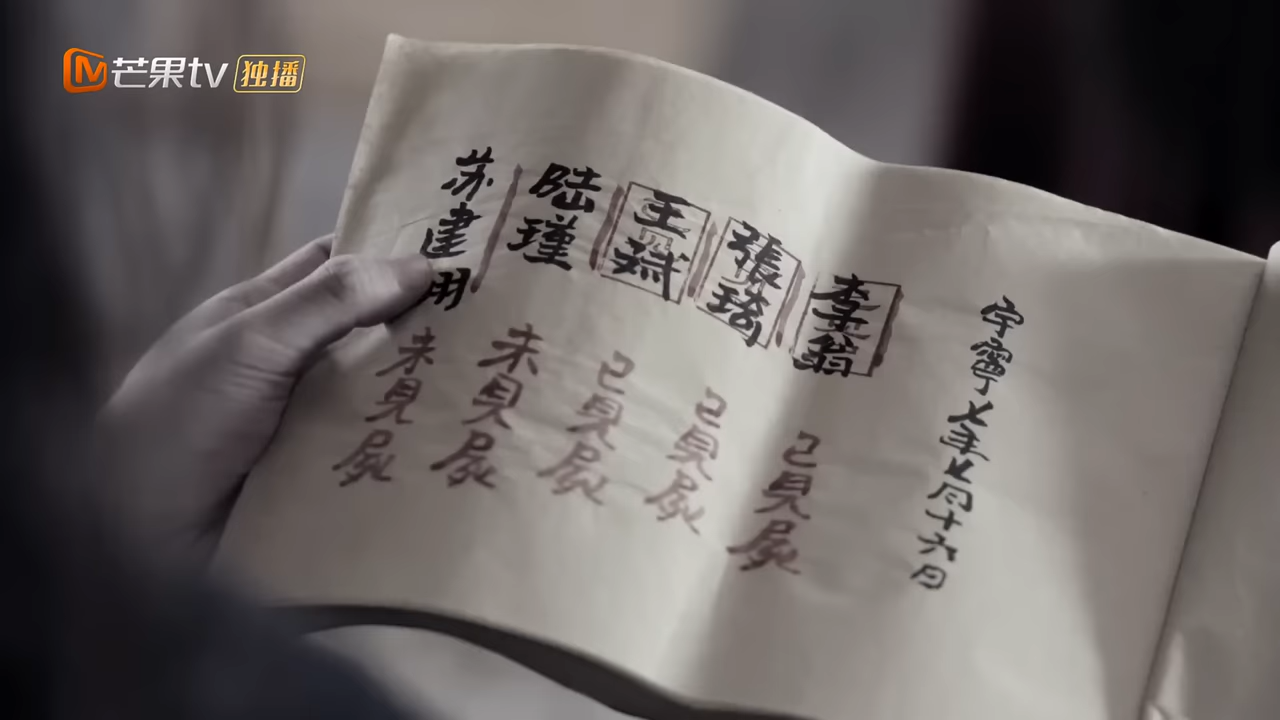 芒果tv 独播
宇寧七年七月十六日
李翁 已見屍
張琦 已見屍
王斌 已見屍
陸瑾 未見屍
苏建用 未見屍